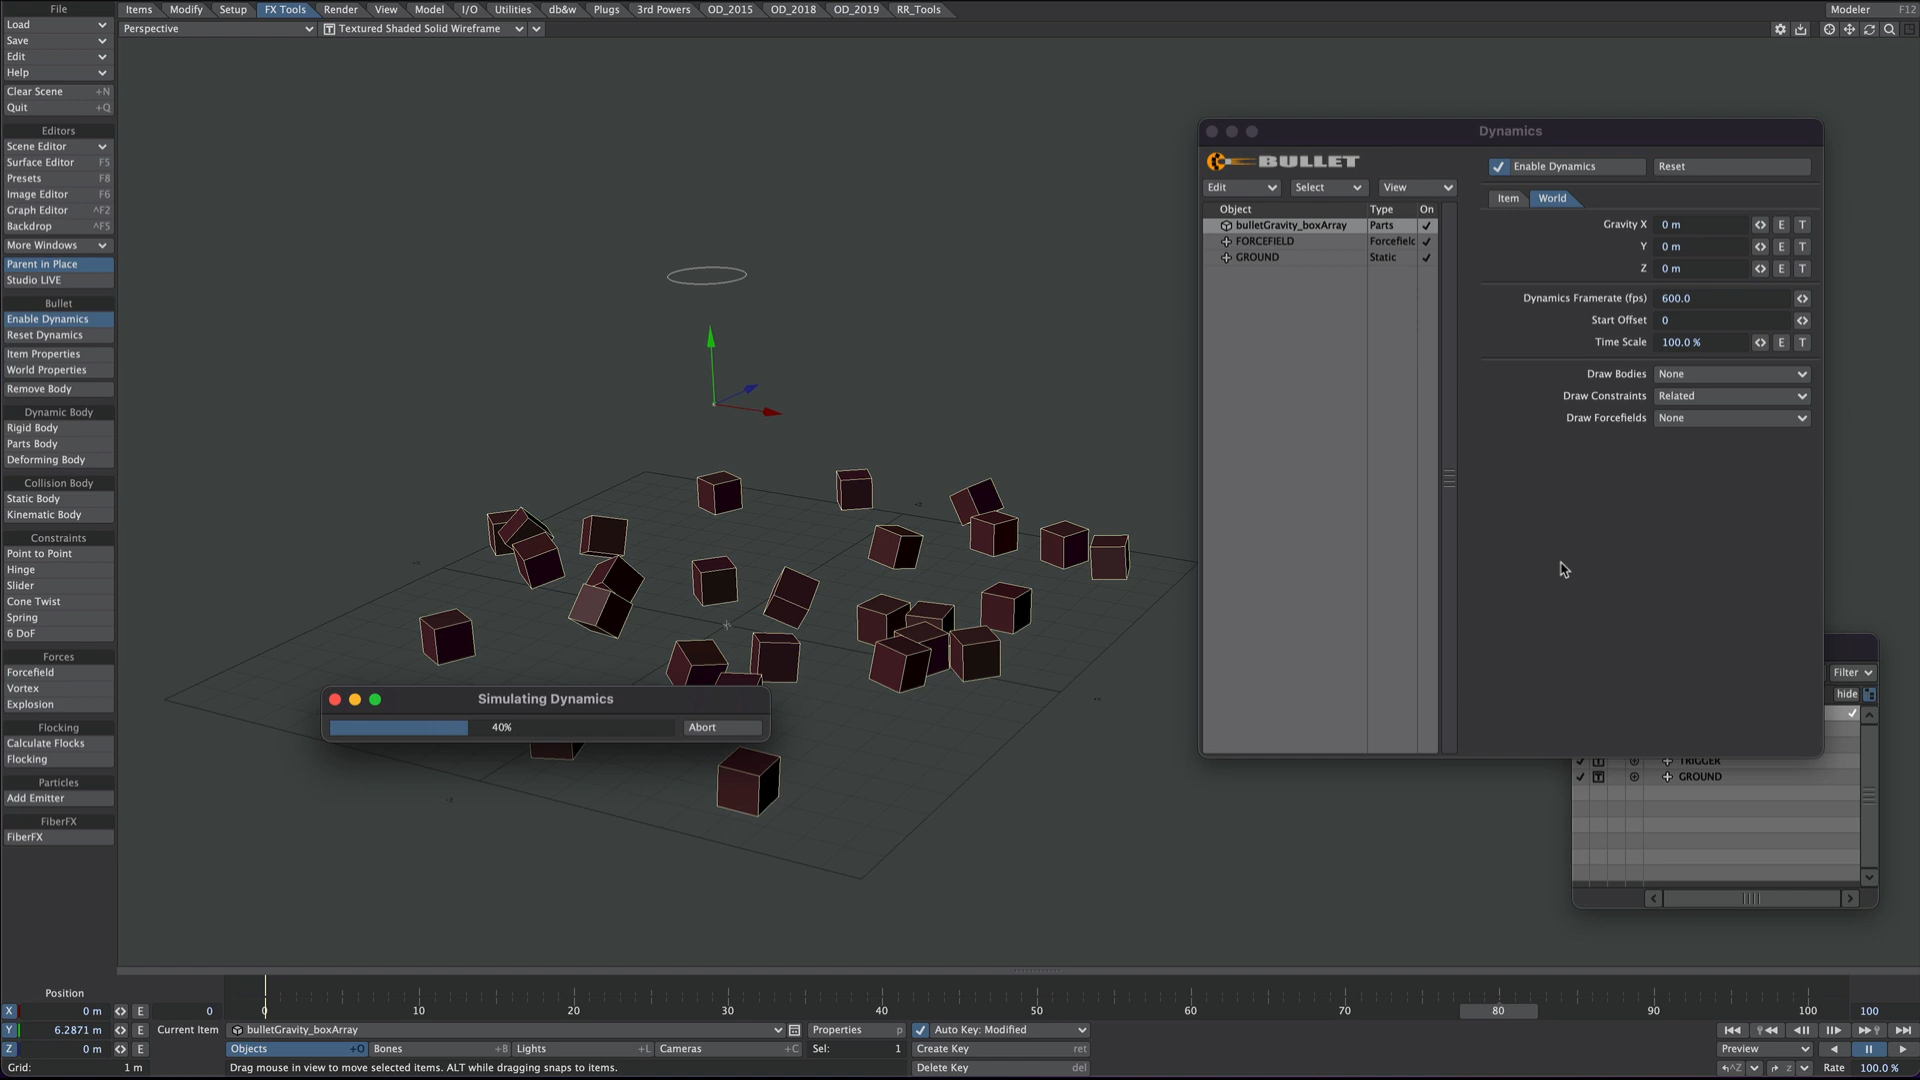 File
Items
Modify
Setup
FX Tools
Render
View
Model
I/O
Utilities
db&w
Plugs
3rd Powers
OD_2015
OD_2018
OD_2019
RR_Tools
Modeler F12
Perspective
Textured Shaded Solid Wireframe
Load
Save
Edit
Help
Clear Scene +N
Quit +Q
Editors
Scene Editor
Surface Editor F5
Presets F8
Image Editor F6
Graph Editor ^F2
Backdrop ^F5
More Windows
Parent in Place
Studio LIVE
Bullet
Enable Dynamics
Reset Dynamics
Item Properties
World Properties
Remove Body
Dynamic Body
Rigid Body
Parts Body
Deforming Body
Collision Body
Static Body
Kinematic Body
Constraints
Point to Point
Hinge
Slider
Cone Twist
Spring
6 DoF
Forces
Forcefield
Vortex
Explosion
Flocking
Calculate Flocks
Flocking
Particles
Add Emitter
FiberFX
FiberFX
Dynamics
BULLET
Enable Dynamics
Reset
Edit
Select
View
Item
World
Object Type On
bulletGravity_boxArray Parts
FORCEFIELD Forcefielc
GROUND Static
Gravity X 0 m E T
Y 0 m E T
Z 0 m E T
Dynamics Framerate (fps) 600.0
Start Offset 0
Time Scale 100.0 % E T
Draw Bodies None
Draw Constraints Related
Draw Forcefields None
Filter
hide
TRIGGER
GROUND
Simulating Dynamics
40%
Abort
Position
X 0 m E
Y 6.2871 m E
Z 0 m E
Grid: 1 m
0
0 10 20 30 40 50 60 70 80 90 100
100
Current Item bulletGravity_boxArray
Properties p
Auto Key: Modified
Objects +O
Bones +B
Lights +L
Cameras +C
Sel: 1
Create Key ret
Drag mouse in view to move selected items. ALT while dragging snaps to items.
Delete Key del
Preview
^Z
z
Rate 100.0 %